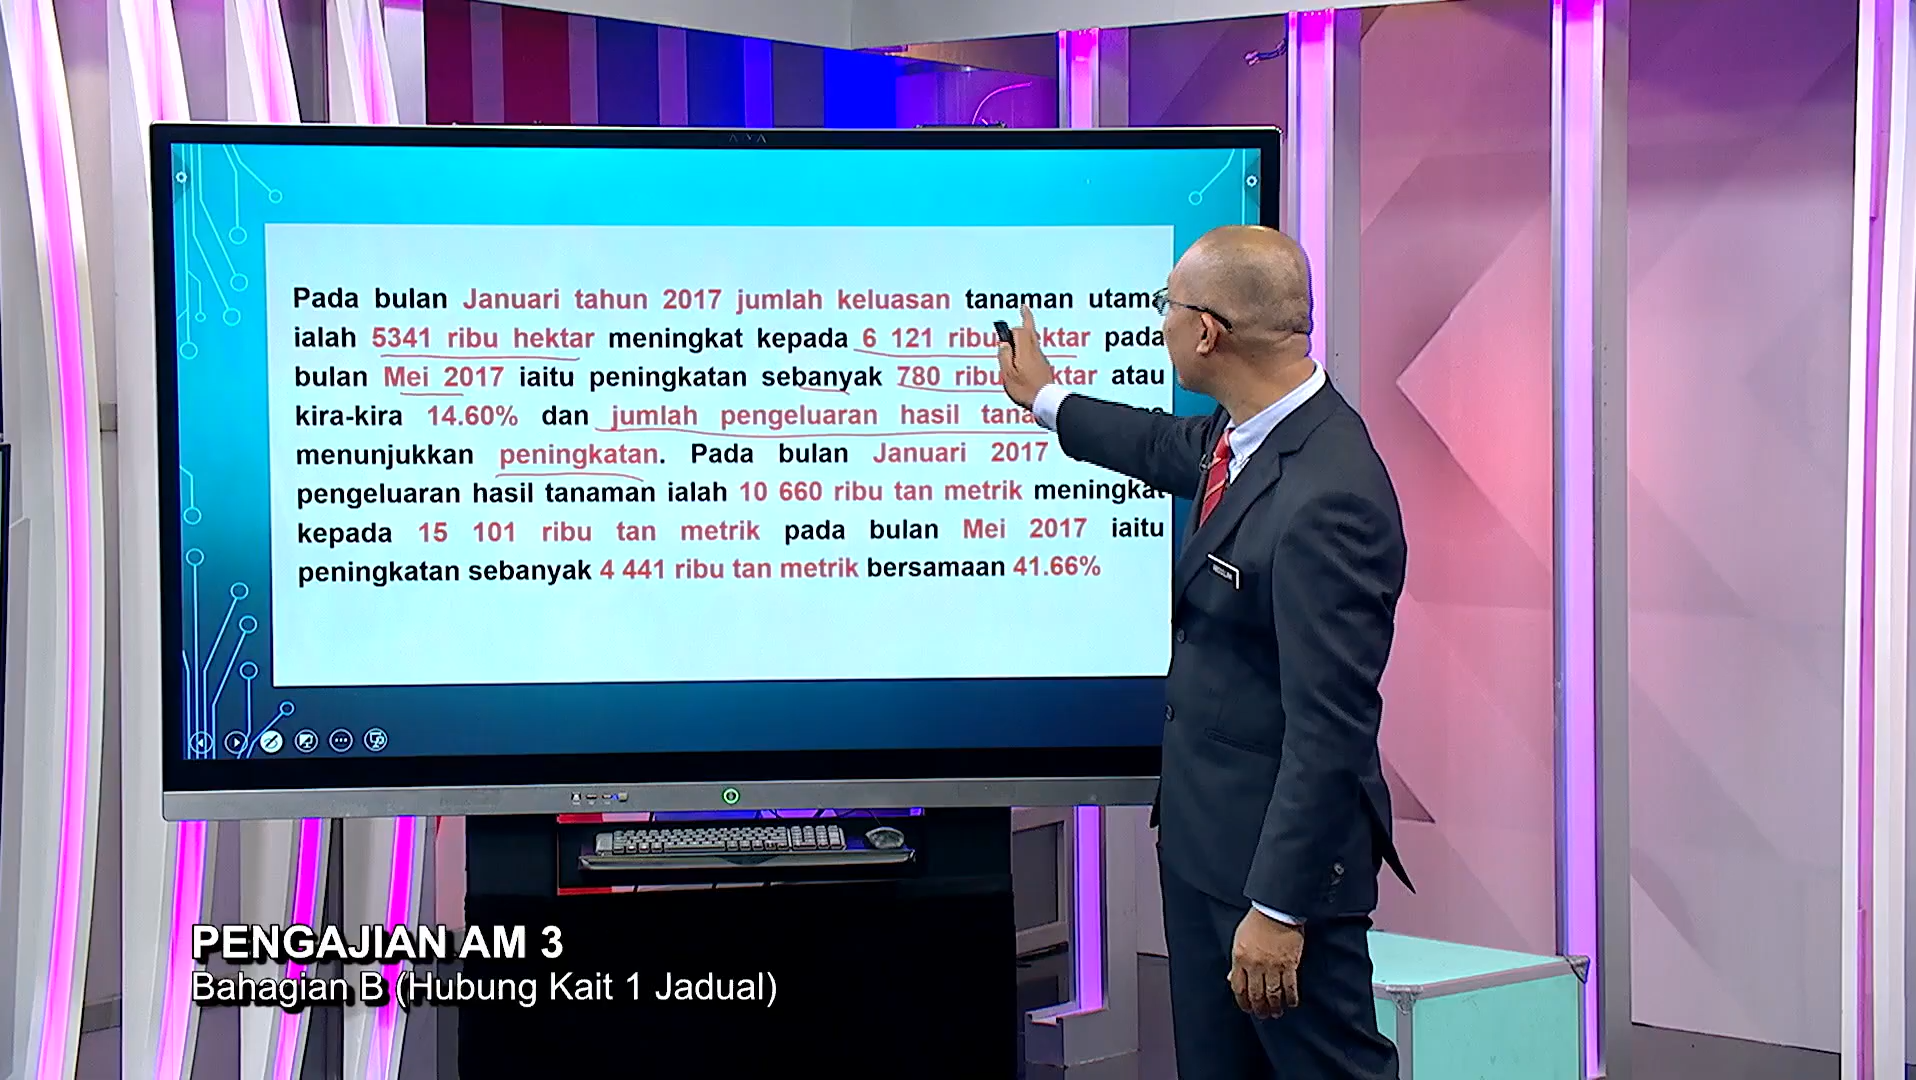 Pada bulan Januari tahun 2017 jumlah keluasan tanaman utama
ialah 5341 ribu hektar meningkat kepada 6 121 ribu hektar pada
bulan Mei 2017 iaitu peningkatan sebanyak 780 ribu hektar atau
kira-kira 14.60% dan jumlah pengeluaran hasil
menunjukkan peningkatan. Pada bulan Januari 2017
pengeluaran hasil tanaman ialah 10 660 ribu tan metrik meningkat
kepada 15 101 ribu tan metrik pada bulan Mei 2017 iaitu
peningkatan sebanyak 4 441 ribu tan metrik bersamaan 41.66%
PENGAJIAN AM 3
Bahagian B (Hubung Kait 1 Jadual)